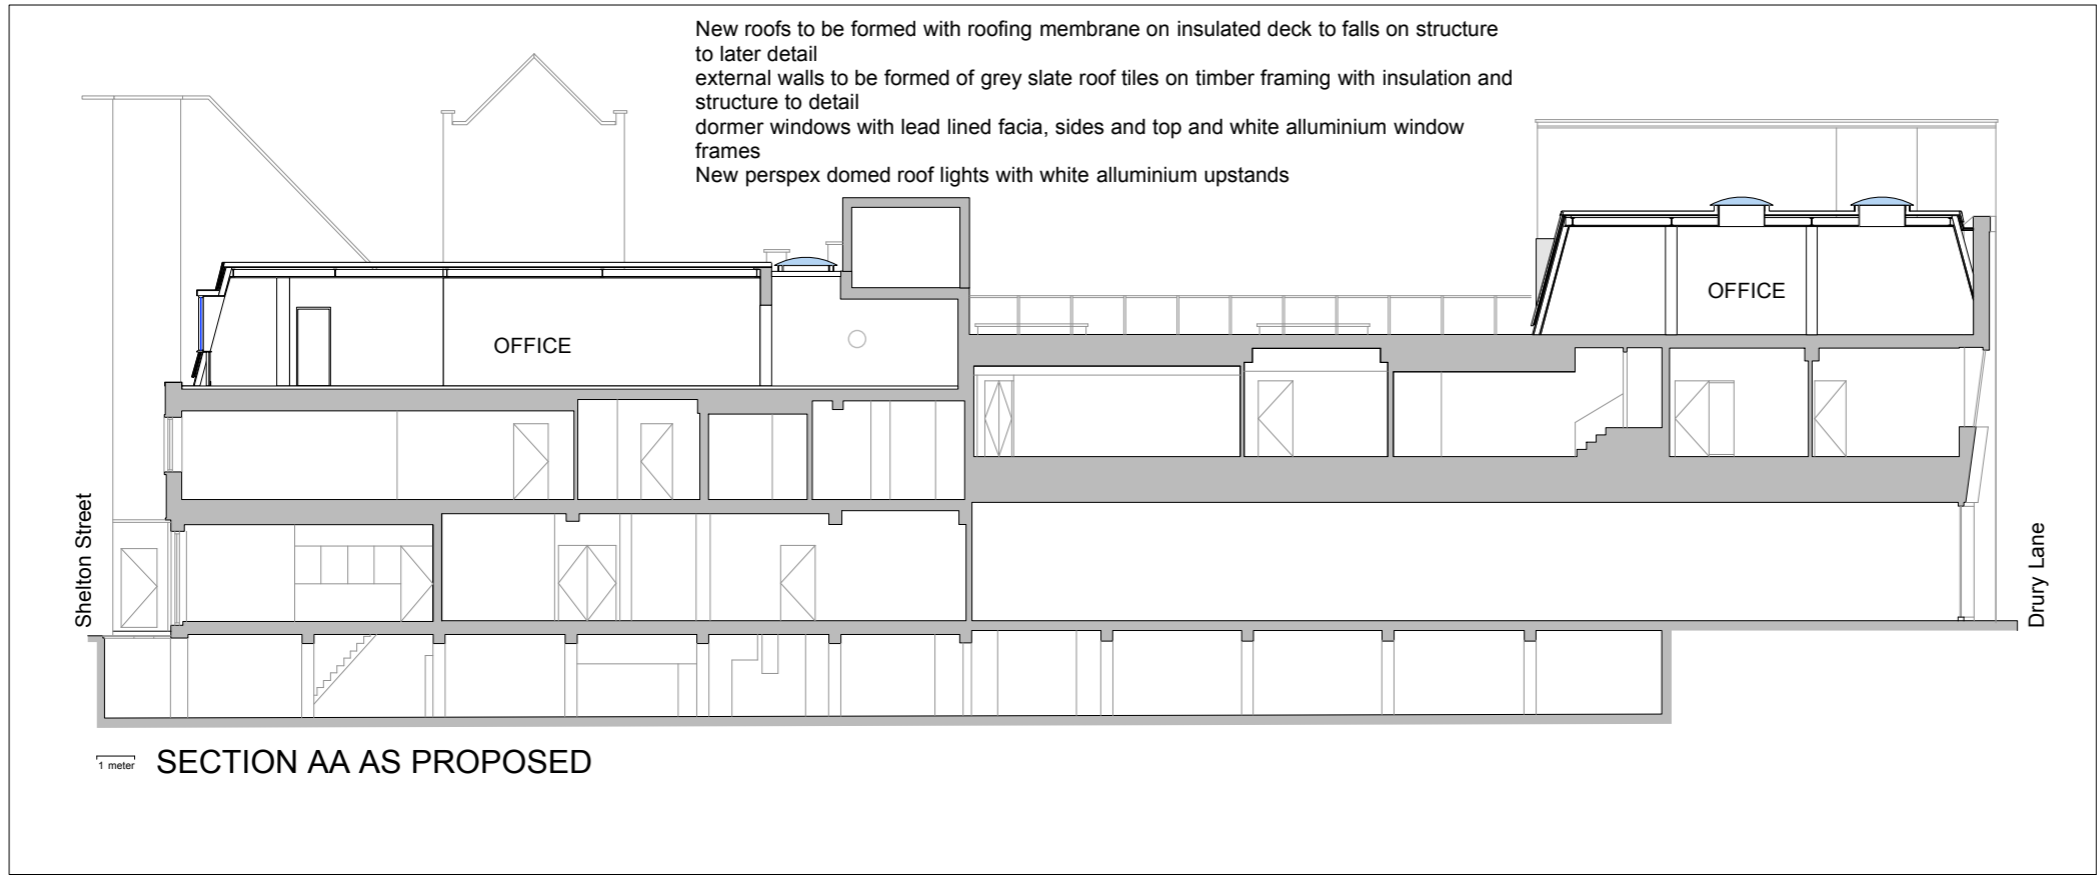 New roofs to be formed with roofing membrane on insulated deck to falls on structure
to later detail
external walls to be formed of grey slate roof tiles on timber framing with insulation and
structure to detail
dormer windows with lead lined facia, sides and top and white alluminium window
frames
New perspex domed roof lights with white alluminium upstands
OFFICE
OFFICE
Shelton Street
Drury Lane
1 meter
SECTION AA AS PROPOSED